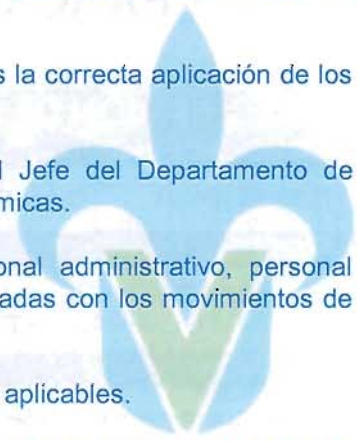 s la correcta aplicación de los
l Jefe del Departamento de
micas.
onal administrativo, personal
adas con los movimientos de
aplicables.